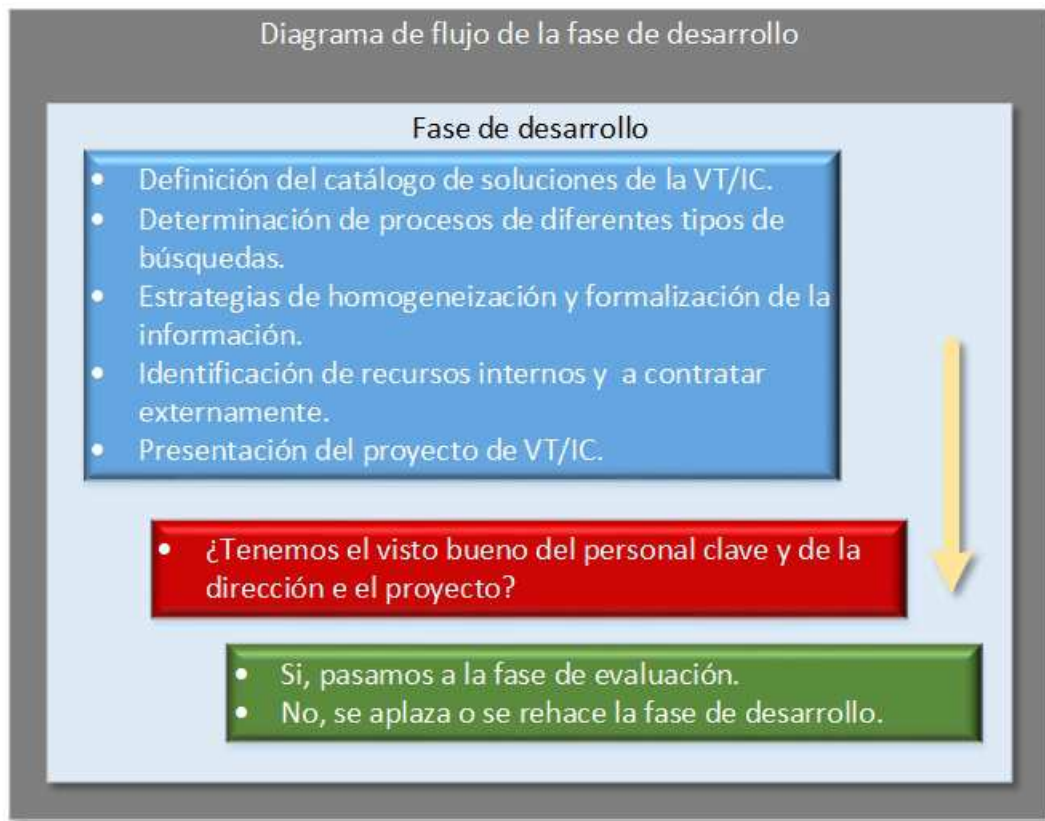 Diagrama de flujo de la fase de desarrollo
Fase de desarrollo
• Definición del catálogo de soluciones de la VT/IC.
• Determinación de procesos de diferentes tipos de
búsquedas.
• Estrategias de homogeneización y formalización de la
información.
• Identificación de recursos internos y a contratar
externamente.
• Presentación del proyecto de VT/IC.
• ¿Tenemos el visto bueno del personal clave y de la
dirección e el proyecto?
• Si, pasamos a la fase de evaluación.
• No, se aplaza o se rehace la fase de desarrollo.